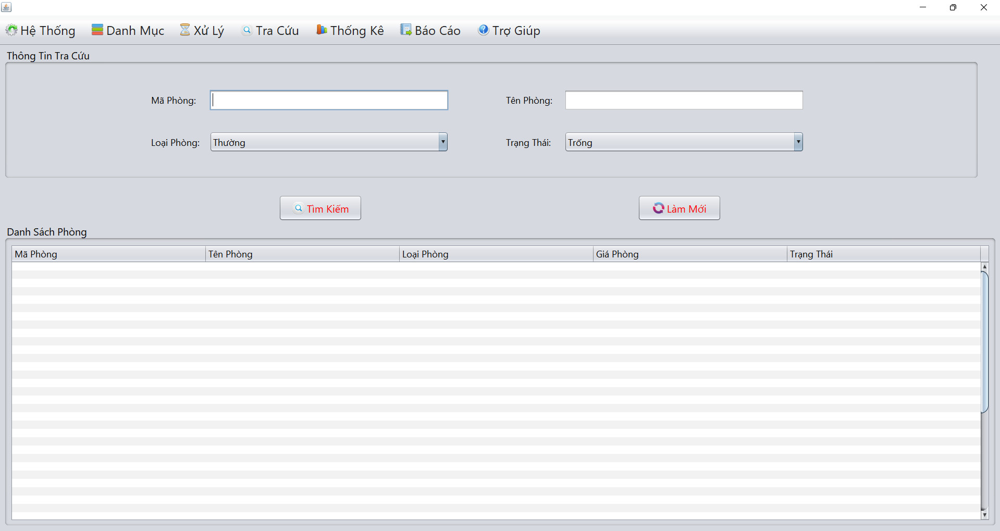 Hệ Thống Danh Mục Xử Lý Tra Cứu Thống Kê Báo Cáo Trợ Giúp
Thông Tin Tra Cứu
Mã Phòng: Tên Phòng:
Loại Phòng: Thường Trạng Thái: Trống
Tìm Kiếm Làm Mới
Danh Sách Phòng
Mã Phòng Tên Phòng Loại Phòng Giá Phòng Trạng Thái